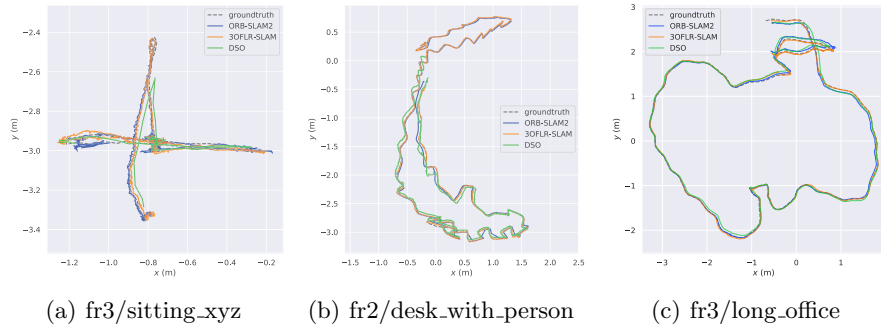 groundtruth
ORB-SLAM2
3OFLR-SLAM
DSO
−2.4
−2.6
−2.8
−3.0
−3.2
−3.4
y (m)
−1.2
−1.0
−0.8
−0.6
−0.4
−0.2
x (m)
(a) fr3/sitting_xyz
groundtruth
ORB-SLAM2
3OFLR-SLAM
DSO
0.5
0.0
−0.5
−1.0
−1.5
−2.0
−2.5
−3.0
y (m)
−1.5
−1.0
−0.5
0.0
0.5
1.0
1.5
2.0
2.5
x (m)
(b) fr2/desk_with_person
groundtruth
ORB-SLAM2
3OFLR-SLAM
DSO
3
2
1
0
−1
−2
y (m)
−3
−2
−1
0
1
x (m)
(c) fr3/long_office